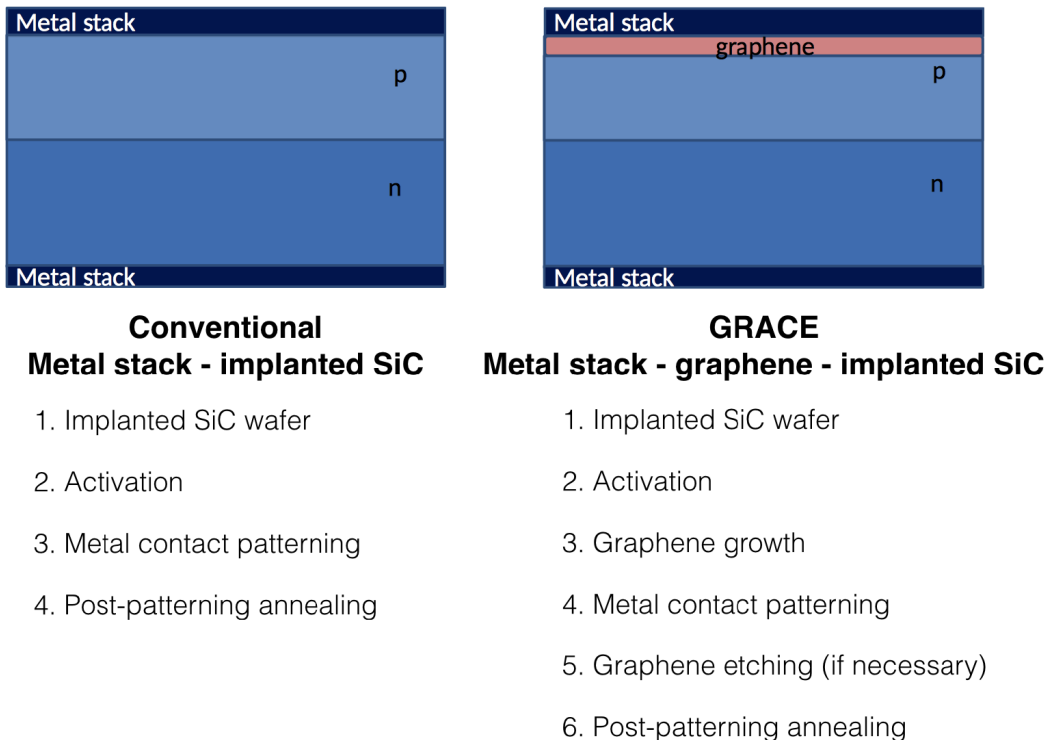 Metal stack
p
n
Metal stack
Conventional
Metal stack - implanted SiC
1. Implanted SiC wafer
2. Activation
3. Metal contact patterning
4. Post-patterning annealing
Metal stack
graphene
p
n
Metal stack
GRACE
Metal stack - graphene - implanted SiC
1. Implanted SiC wafer
2. Activation
3. Graphene growth
4. Metal contact patterning
5. Graphene etching (if necessary)
6. Post-patterning annealing